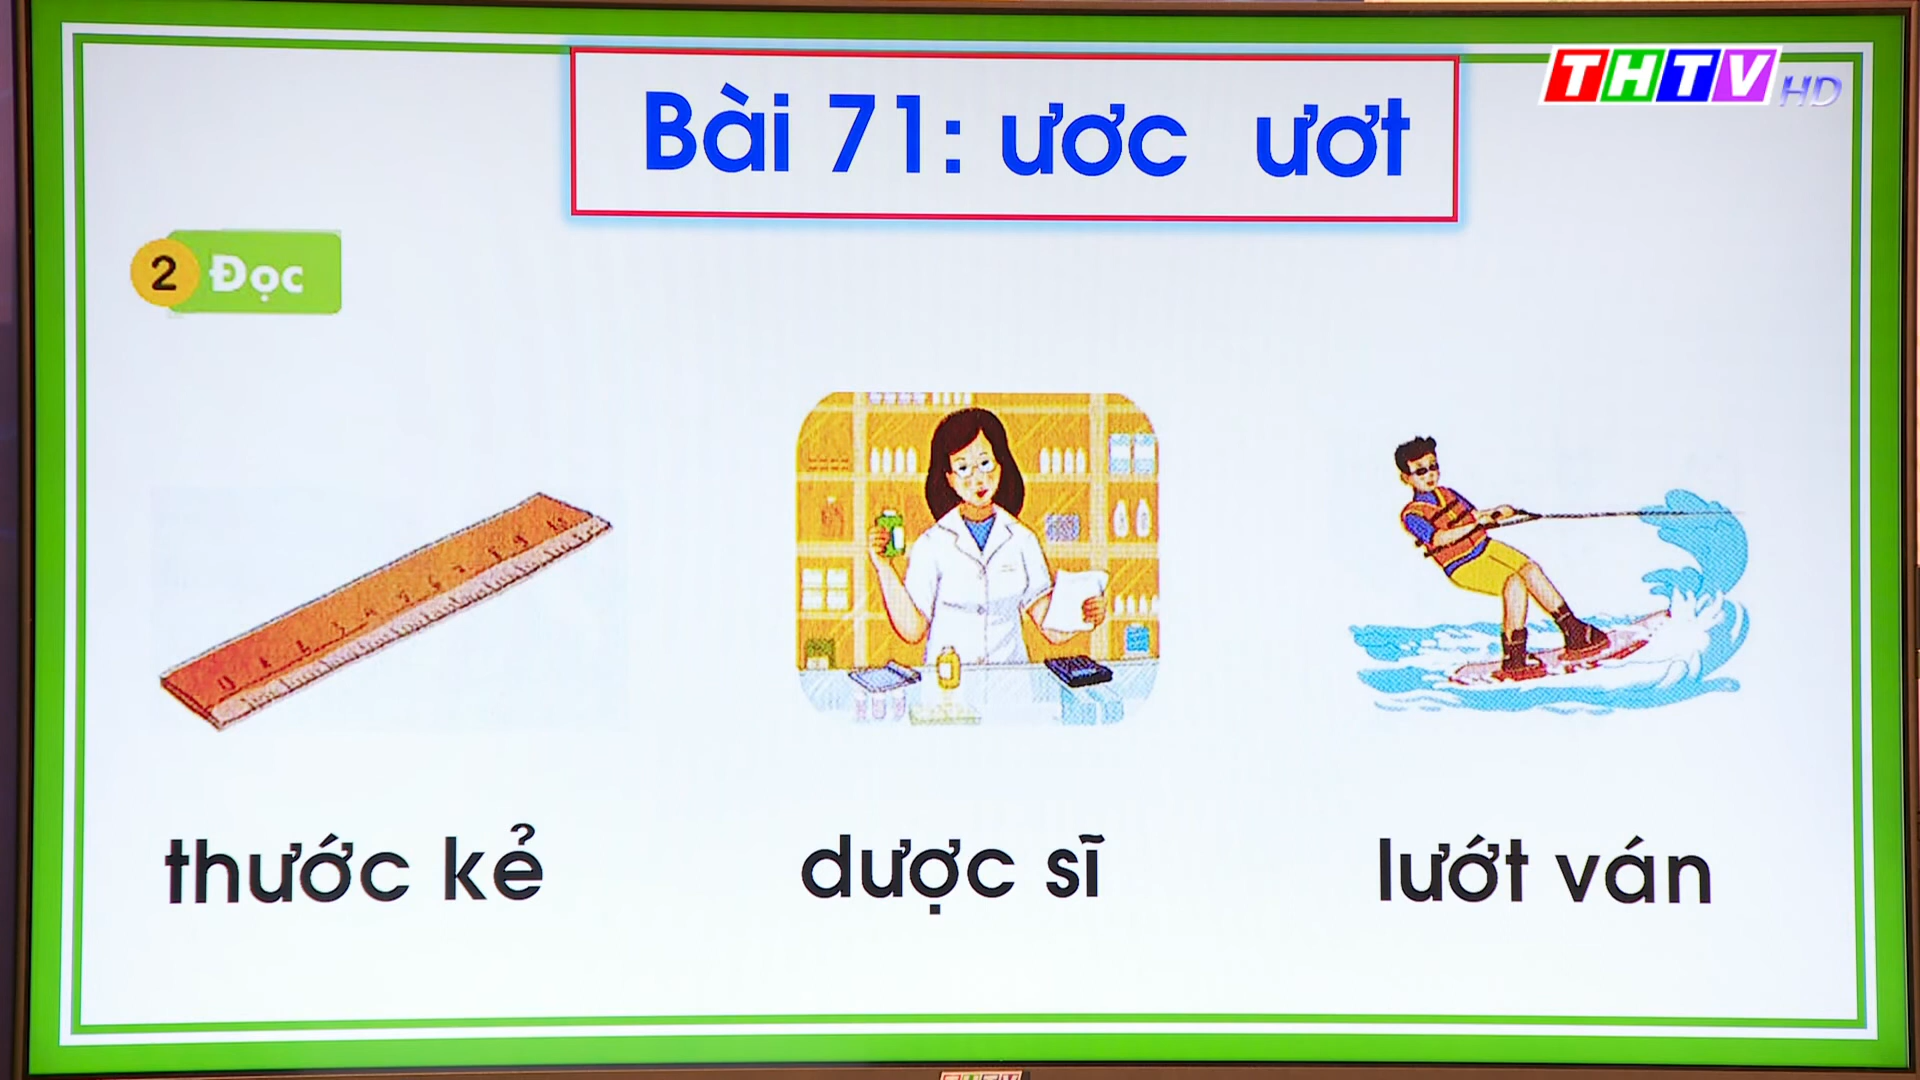 THTV HD
Bài 71: ươc ươt
2 Đọc
thước kẻ
dược sĩ
lướt ván